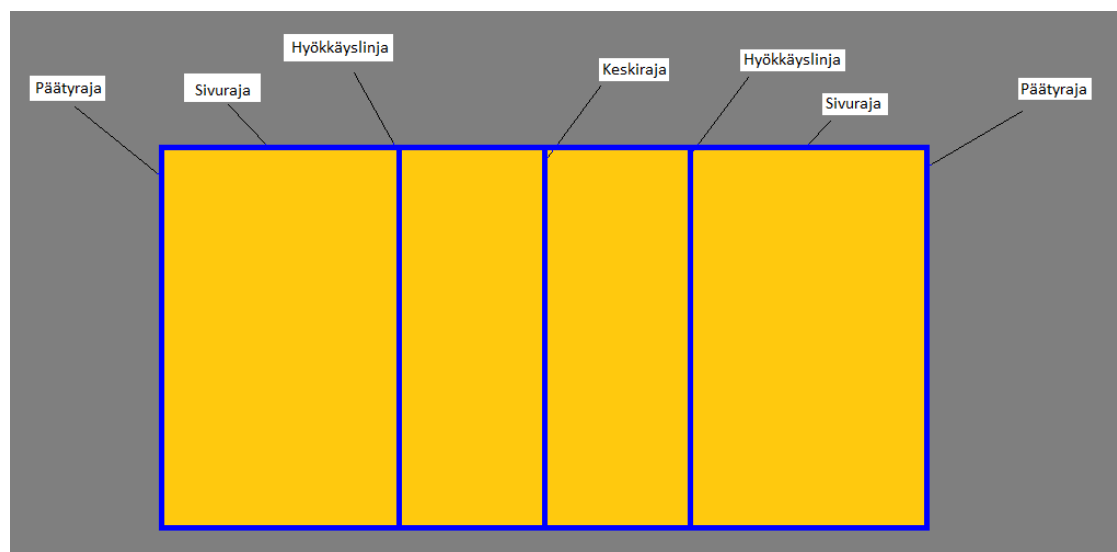 Hyökkäyslinja
Hyökkäyslinja
Keskiraja
Päätyraja
Sivuraja
Päätyraja
Sivuraja